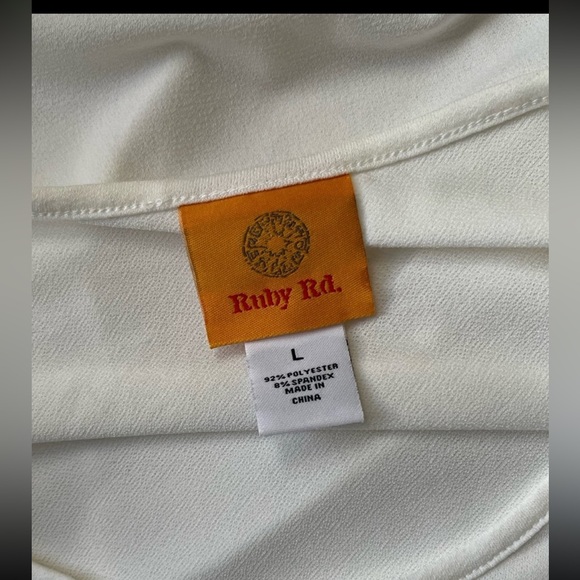 Ruby Rd.
L
92% POLYESTER
8% SPANDEX
MADE IN
CHINA